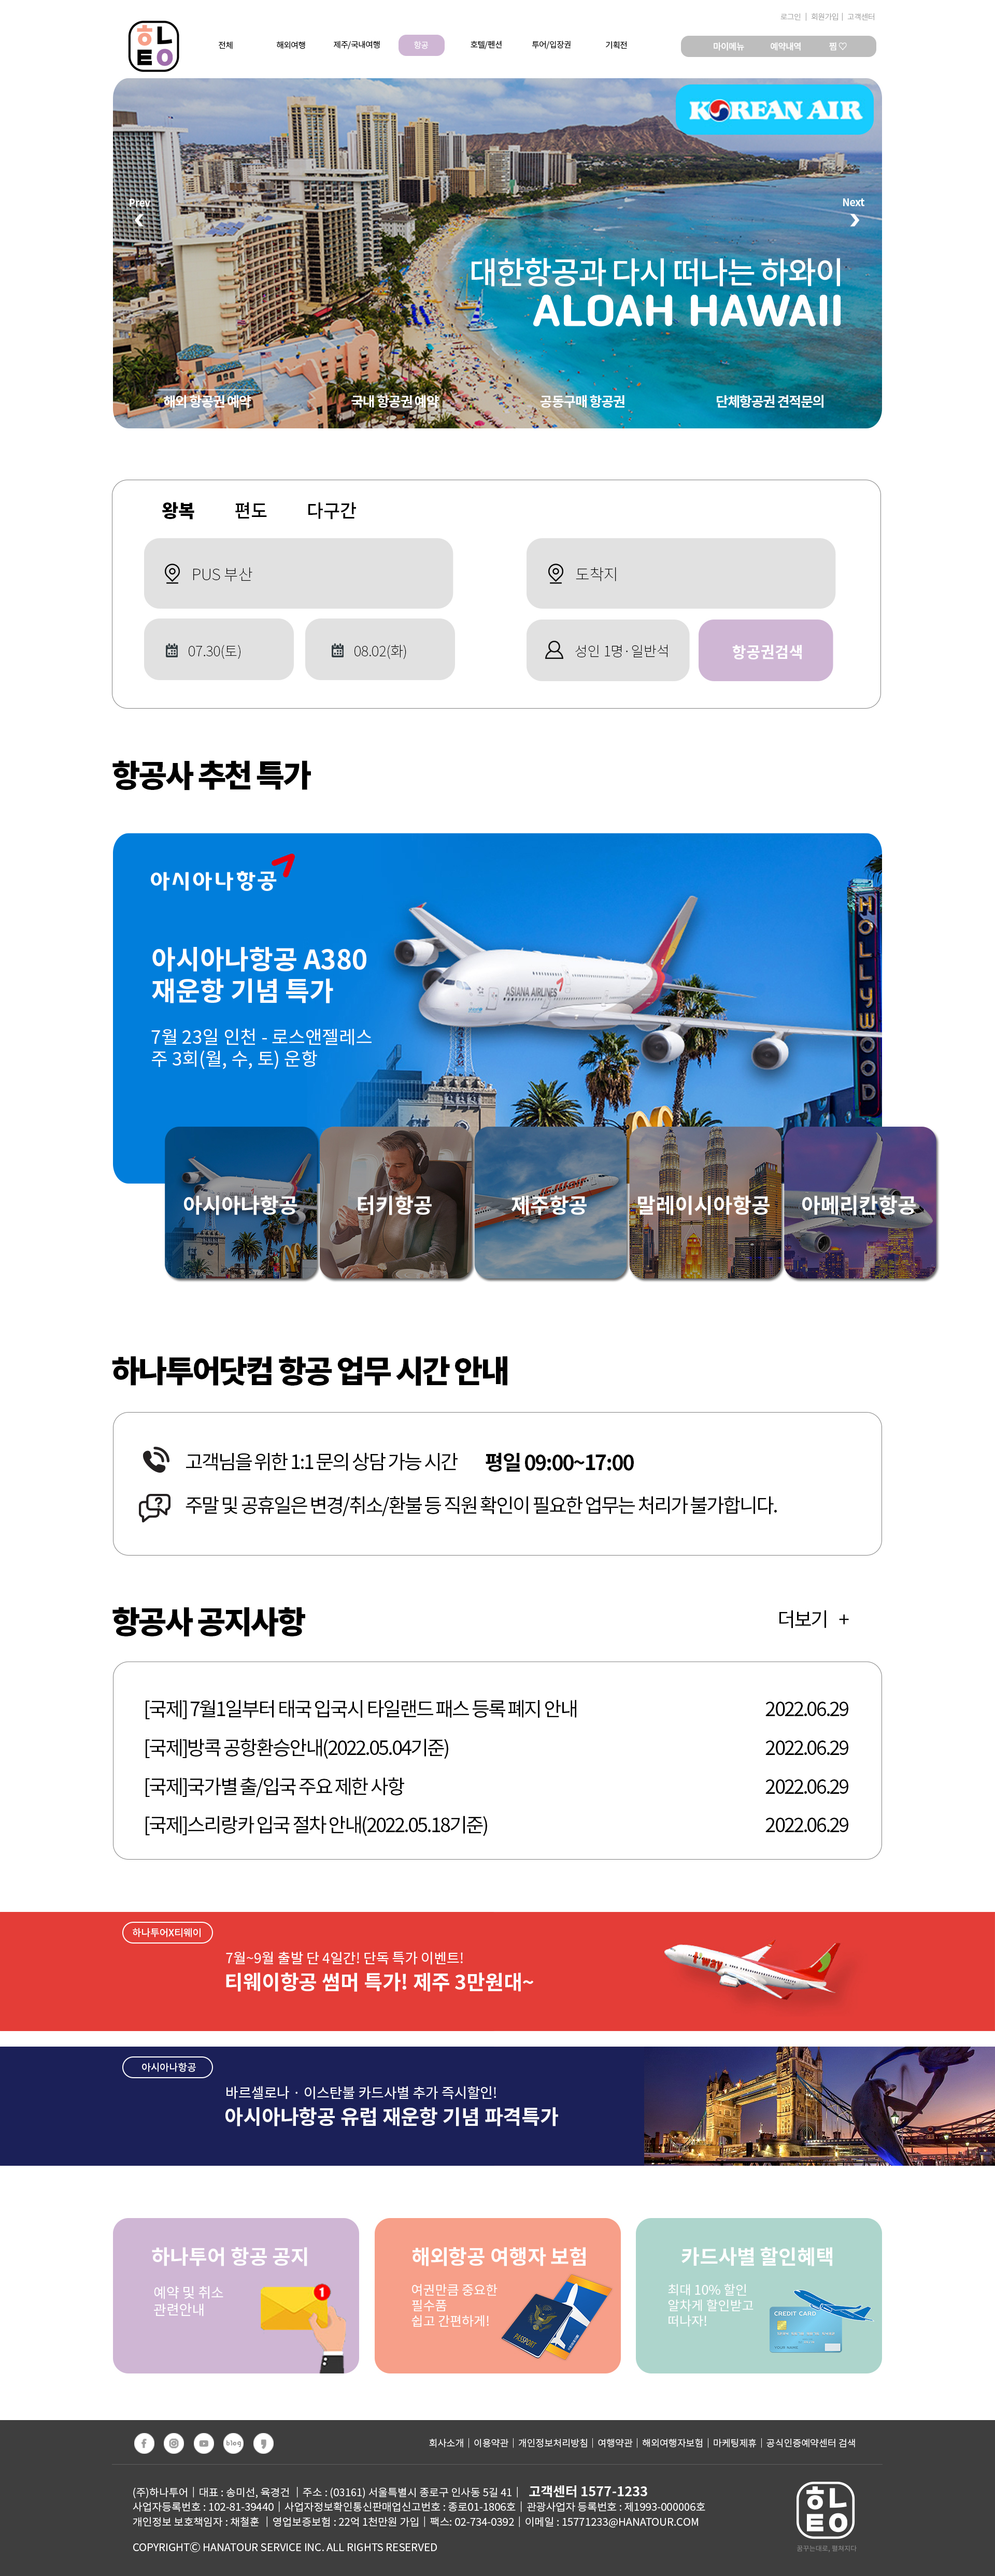 로그인 | 회원가입 | 고객센터
하나
투어
전체 해외여행 제주/국내여행 항공 호텔/펜션 투어/입장권 기획전
마이메뉴 예약내역 찜 ♡
KOREAN AIR
Prev
Next
대한항공과 다시 떠나는 하와이
ALOAH HAWAII
해외 항공권 예약 국내 항공권 예약 공동구매 항공권 단체항공권 견적문의
왕복 편도 다구간
PUS 부산 도착지
07.30(토) 08.02(화) 성인 1명·일반석 항공권검색
항공사 추천 특가
아시아나항공
HOLLYWOOD
아시아나항공 A380
재운항 기념 특가
ASIANA AIRLINES
7월 23일 인천 - 로스앤젤레스
주 3회(월, 수, 토) 운항
아시아나항공 터키항공 제주항공 말레이시아항공 아메리칸항공
하나투어닷컴 항공 업무 시간 안내
고객님을 위한 1:1 문의 상담 가능 시간 평일 09:00~17:00
주말 및 공휴일은 변경/취소/환불 등 직원 확인이 필요한 업무는 처리가 불가합니다.
항공사 공지사항
더보기 +
[국제] 7월1일부터 태국 입국시 타일랜드 패스 등록 폐지 안내 2022.06.29
[국제]방콕 공항환승안내(2022.05.04기준) 2022.06.29
[국제]국가별 출/입국 주요 제한 사항 2022.06.29
[국제]스리랑카 입국 절차 안내(2022.05.18기준) 2022.06.29
하나투어X티웨이
7월~9월 출발 단 4일간! 단독 특가 이벤트!
티웨이항공 썸머 특가! 제주 3만원대~
t'way
아시아나항공
바르셀로나 · 이스탄불 카드사별 추가 즉시할인!
아시아나항공 유럽 재운항 기념 파격특가
하나투어 항공 공지
예약 및 취소
관련안내
1
해외항공 여행자 보험
여권만큼 중요한
필수품
쉽고 간편하게!
PASSPORT
카드사별 할인혜택
최대 10% 할인
알차게 할인받고
떠나자!
CREDIT CARD
blog
회사소개 | 이용약관 | 개인정보처리방침 | 여행약관 | 해외여행자보험 | 마케팅제휴 | 공식인증예약센터 검색
(주)하나투어 | 대표 : 송미선, 육경건 | 주소 : (03161) 서울특별시 종로구 인사동 5길 41 | 고객센터 1577-1233
사업자등록번호 : 102-81-39440 | 사업자정보확인통신판매업신고번호 : 종로01-1806호 | 관광사업자 등록번호 : 제1993-000006호
개인정보 보호책임자 : 채철훈 | 영업보증보험 : 22억 1천만원 가입 | 팩스: 02-734-0392 | 이메일 : 15771233@HANATOUR.COM
COPYRIGHTⓒ HANATOUR SERVICE INC. ALL RIGHTS RESERVED
하나
투어
꿈꾸는대로, 펼쳐지다